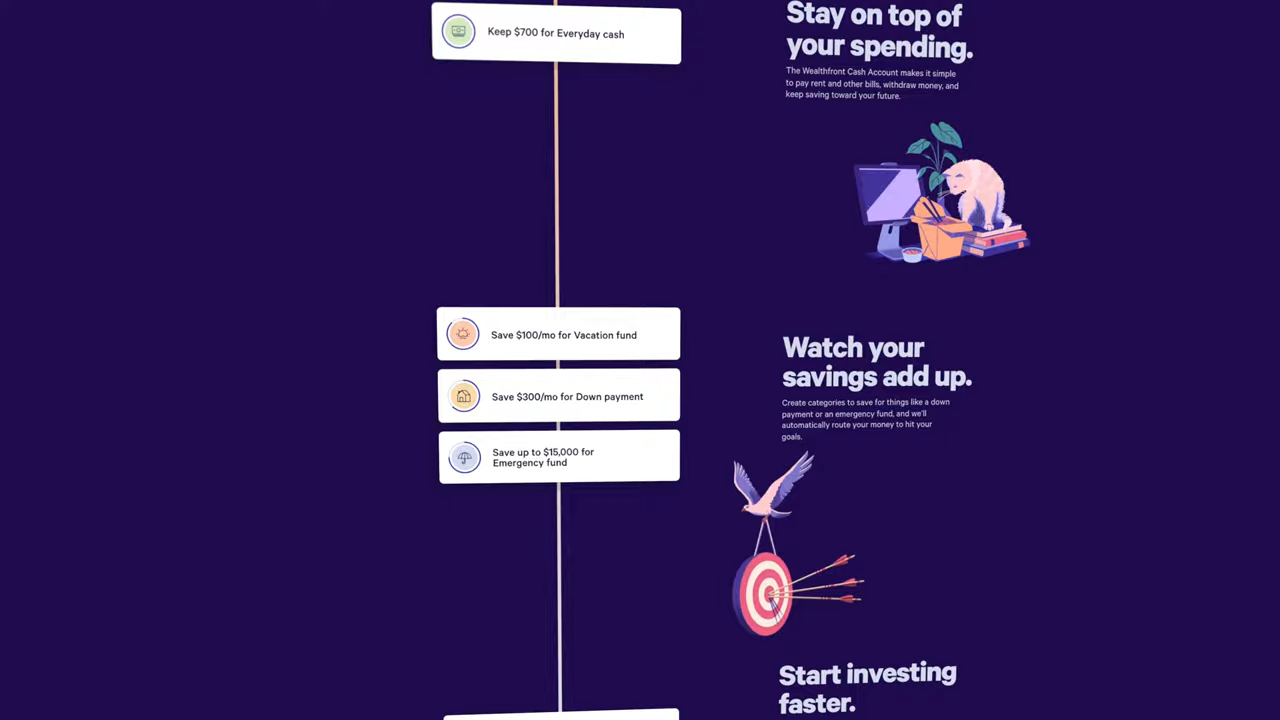 Keep $700 for Everyday cash
Stay on top of
your spending.
The Wealthfront Cash Account makes it simple
to pay rent and other bills, withdraw money, and
keep saving toward your future.
Save $100/mo for Vacation fund
Save $300/mo for Down payment
Save up to $15,000 for
Emergency fund
Watch your
savings add up.
Create categories to save for things like a down
payment or an emergency fund, and we'll
automatically route your money to hit your
goals.
Start investing
faster.